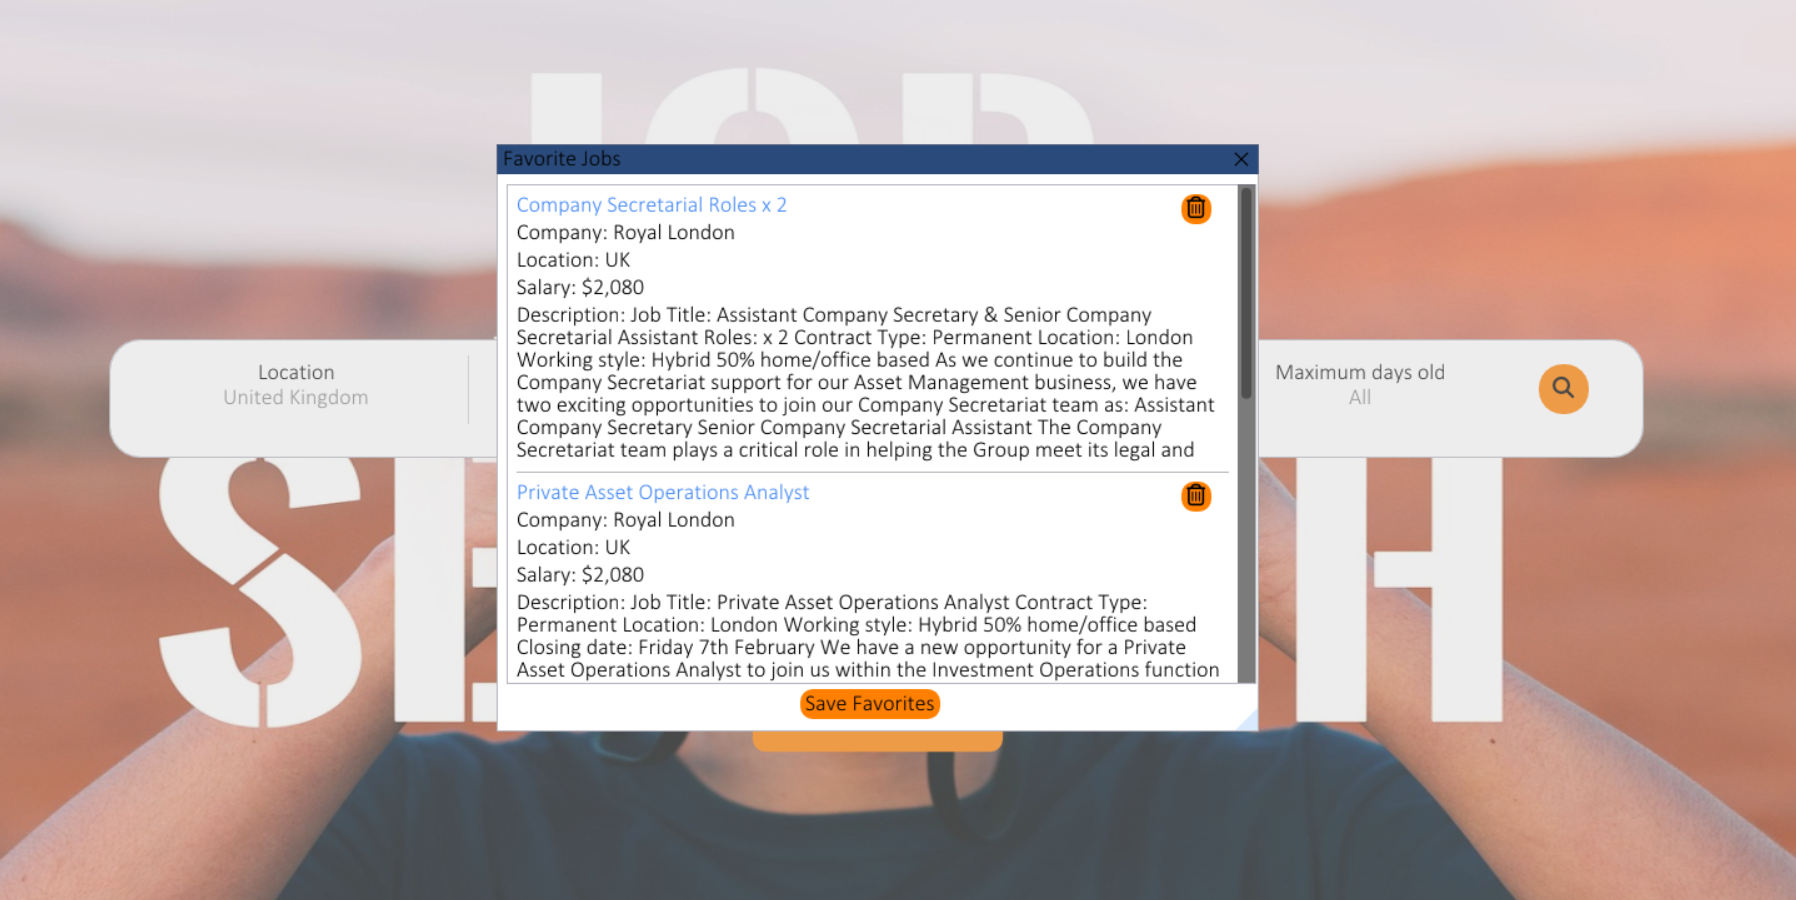 JOB
Favorite Jobs
Company Secretarial Roles x 2
Company: Royal London
Location: UK
Salary: $2,080
Description: Job Title: Assistant Company Secretary & Senior Company
Secretarial Assistant Roles: x 2 Contract Type: Permanent Location: London
Working style: Hybrid 50% home/office based As we continue to build the
Company Secretariat support for our Asset Management business, we have
two exciting opportunities to join our Company Secretariat team as: Assistant
Company Secretary Senior Company Secretarial Assistant The Company
Secretariat team plays a critical role in helping the Group meet its legal and
Private Asset Operations Analyst
Company: Royal London
Location: UK
Salary: $2,080
Description: Job Title: Private Asset Operations Analyst Contract Type:
Permanent Location: London Working style: Hybrid 50% home/office based
Closing date: Friday 7th February We have a new opportunity for a Private
Asset Operations Analyst to join us within the Investment Operations function
Save Favorites
Location
United Kingdom
Maximum days old
All